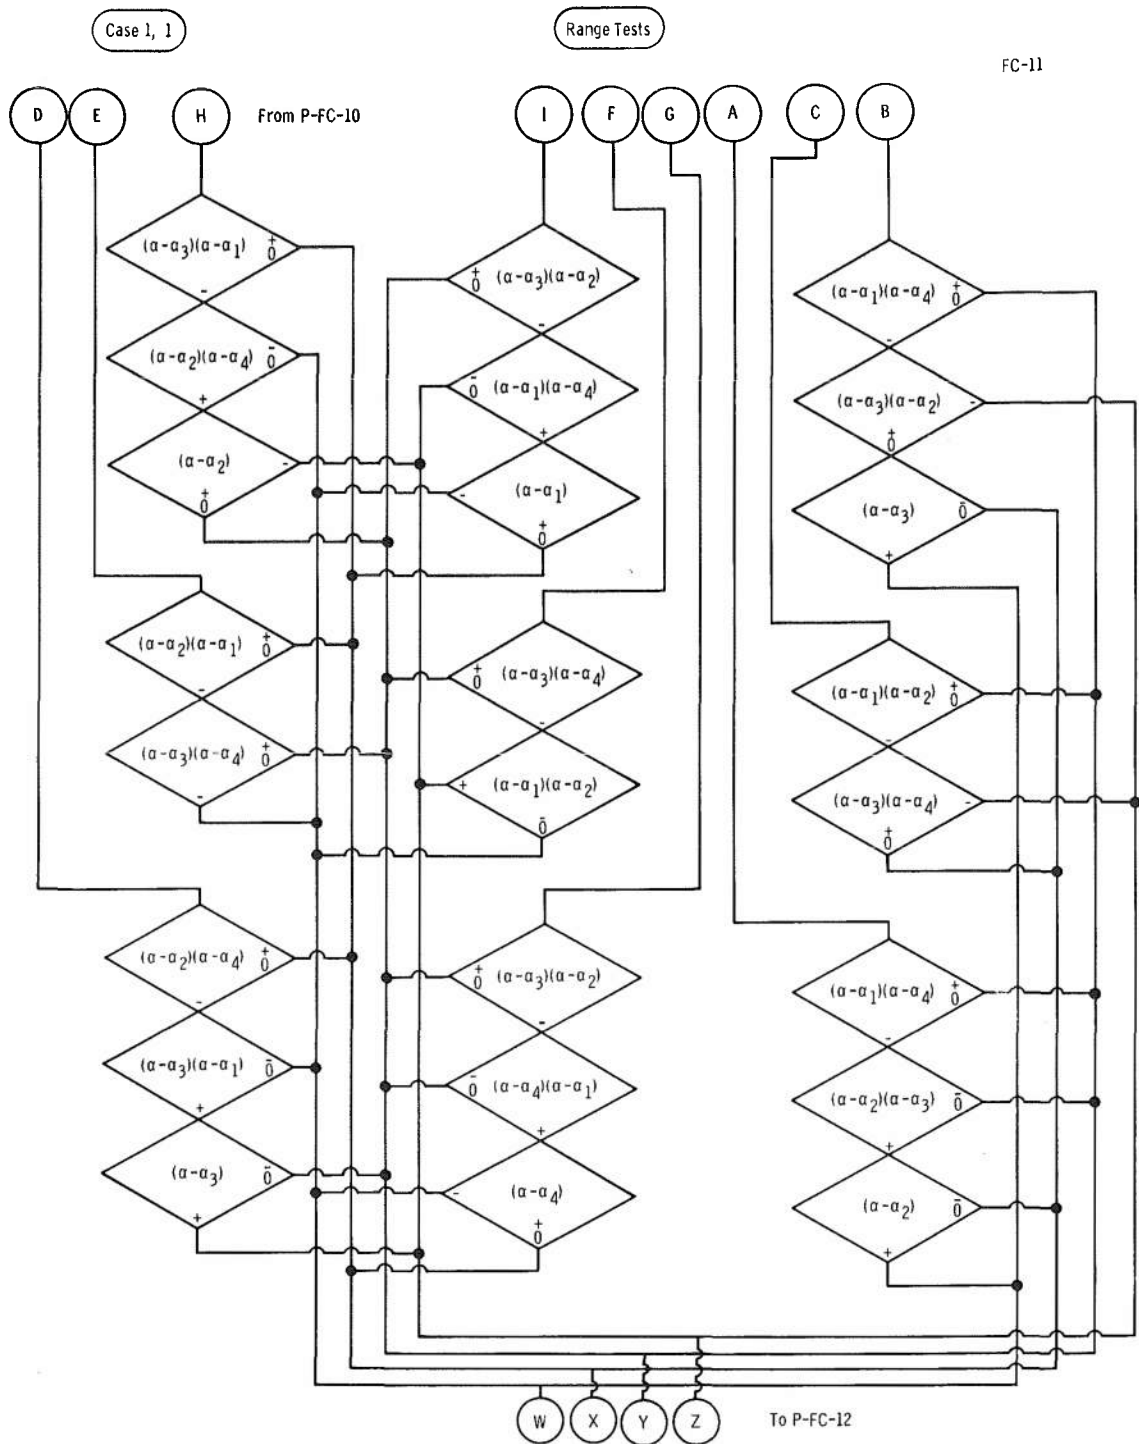 Case 1, 1
Range Tests
FC-11
D E H From P-FC-10 I F G A C B
(α-α3)(α-α1) + 0
-
(α-α2)(α-α4) - 0
+
(α-α2) -
+ 0
(α-α2)(α-α1) + 0
-
(α-α3)(α-α4) + 0
-
(α-α2)(α-α4) + 0
-
(α-α3)(α-α1) - 0
+
(α-α3) - 0
+
+ 0 (α-α3)(α-α2)
-
- 0 (α-α1)(α-α4)
+
- (α-α1)
+ 0
+ 0 (α-α3)(α-α4)
-
+ (α-α1)(α-α2)
- 0
+ 0 (α-α3)(α-α2)
-
- 0 (α-α4)(α-α1)
+
- (α-α4)
+ 0
(α-α1)(α-α4) + 0
-
(α-α3)(α-α2) -
+ 0
(α-α3) - 0
+
(α-α1)(α-α2) + 0
-
(α-α3)(α-α4) -
+ 0
(α-α1)(α-α4) + 0
-
(α-α2)(α-α3) - 0
+
(α-α2) - 0
+
W X Y Z To P-FC-12